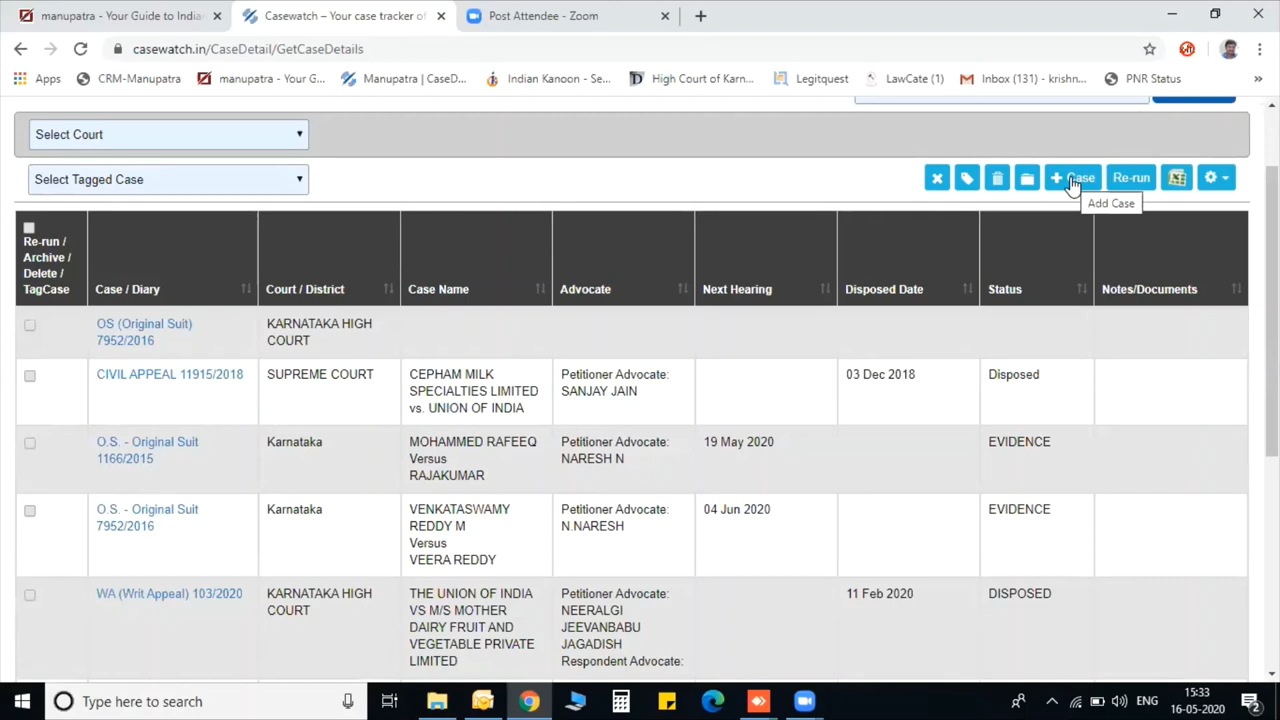 manupatra - Your Guide to India
Casewatch – Your case tracker of
Post Attendee - Zoom
casewatch.in/CaseDetail/GetCaseDetails
Apps
CRM-Manupatra
manupatra - Your G...
Manupatra | CaseD...
Indian Kanoon - Se...
High Court of Karn...
Legitquest
LawCate (1)
Inbox (131) - krishn...
PNR Status
»
Select Court
Select Tagged Case
Case
Re-run
Add Case
Re-run /
Archive /
Delete /
TagCase
Case / Diary
Court / District
Case Name
Advocate
Next Hearing
Disposed Date
Status
Notes/Documents
OS (Original Suit)
7952/2016
KARNATAKA HIGH
COURT
CIVIL APPEAL 11915/2018
SUPREME COURT
CEPHAM MILK
SPECIALTIES LIMITED
vs. UNION OF INDIA
Petitioner Advocate:
SANJAY JAIN
03 Dec 2018
Disposed
O.S. - Original Suit
1166/2015
Karnataka
MOHAMMED RAFEEQ
Versus
RAJAKUMAR
Petitioner Advocate:
NARESH N
19 May 2020
EVIDENCE
O.S. - Original Suit
7952/2016
Karnataka
VENKATASWAMY
REDDY M
Versus
VEERA REDDY
Petitioner Advocate:
N.NARESH
04 Jun 2020
EVIDENCE
WA (Writ Appeal) 103/2020
KARNATAKA HIGH
COURT
THE UNION OF INDIA
VS M/S MOTHER
DAIRY FRUIT AND
VEGETABLE PRIVATE
LIMITED
Petitioner Advocate:
NEERALGI
JEEVANBABU
JAGADISH
Respondent Advocate:
11 Feb 2020
DISPOSED
Type here to search
ENG
15:33
16-05-2020
2